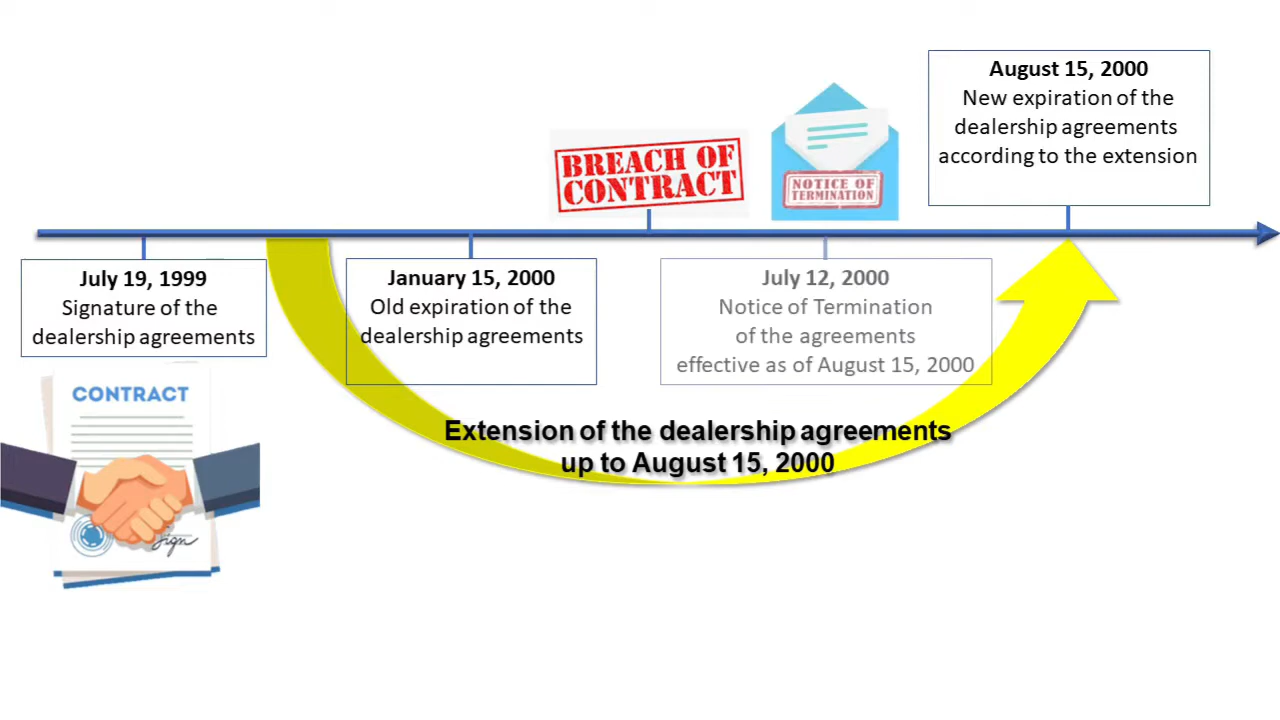 August 15, 2000
New expiration of the
dealership agreements
according to the extension
BREACH OF
CONTRACT
NOTICE OF
TERMINATION
July 19, 1999
Signature of the
dealership agreements
January 15, 2000
Old expiration of the
dealership agreements
July 12, 2000
Notice of Termination
of the agreements
effective as of August 15, 2000
CONTRACT
Extension of the dealership agreements
up to August 15, 2000
Sign